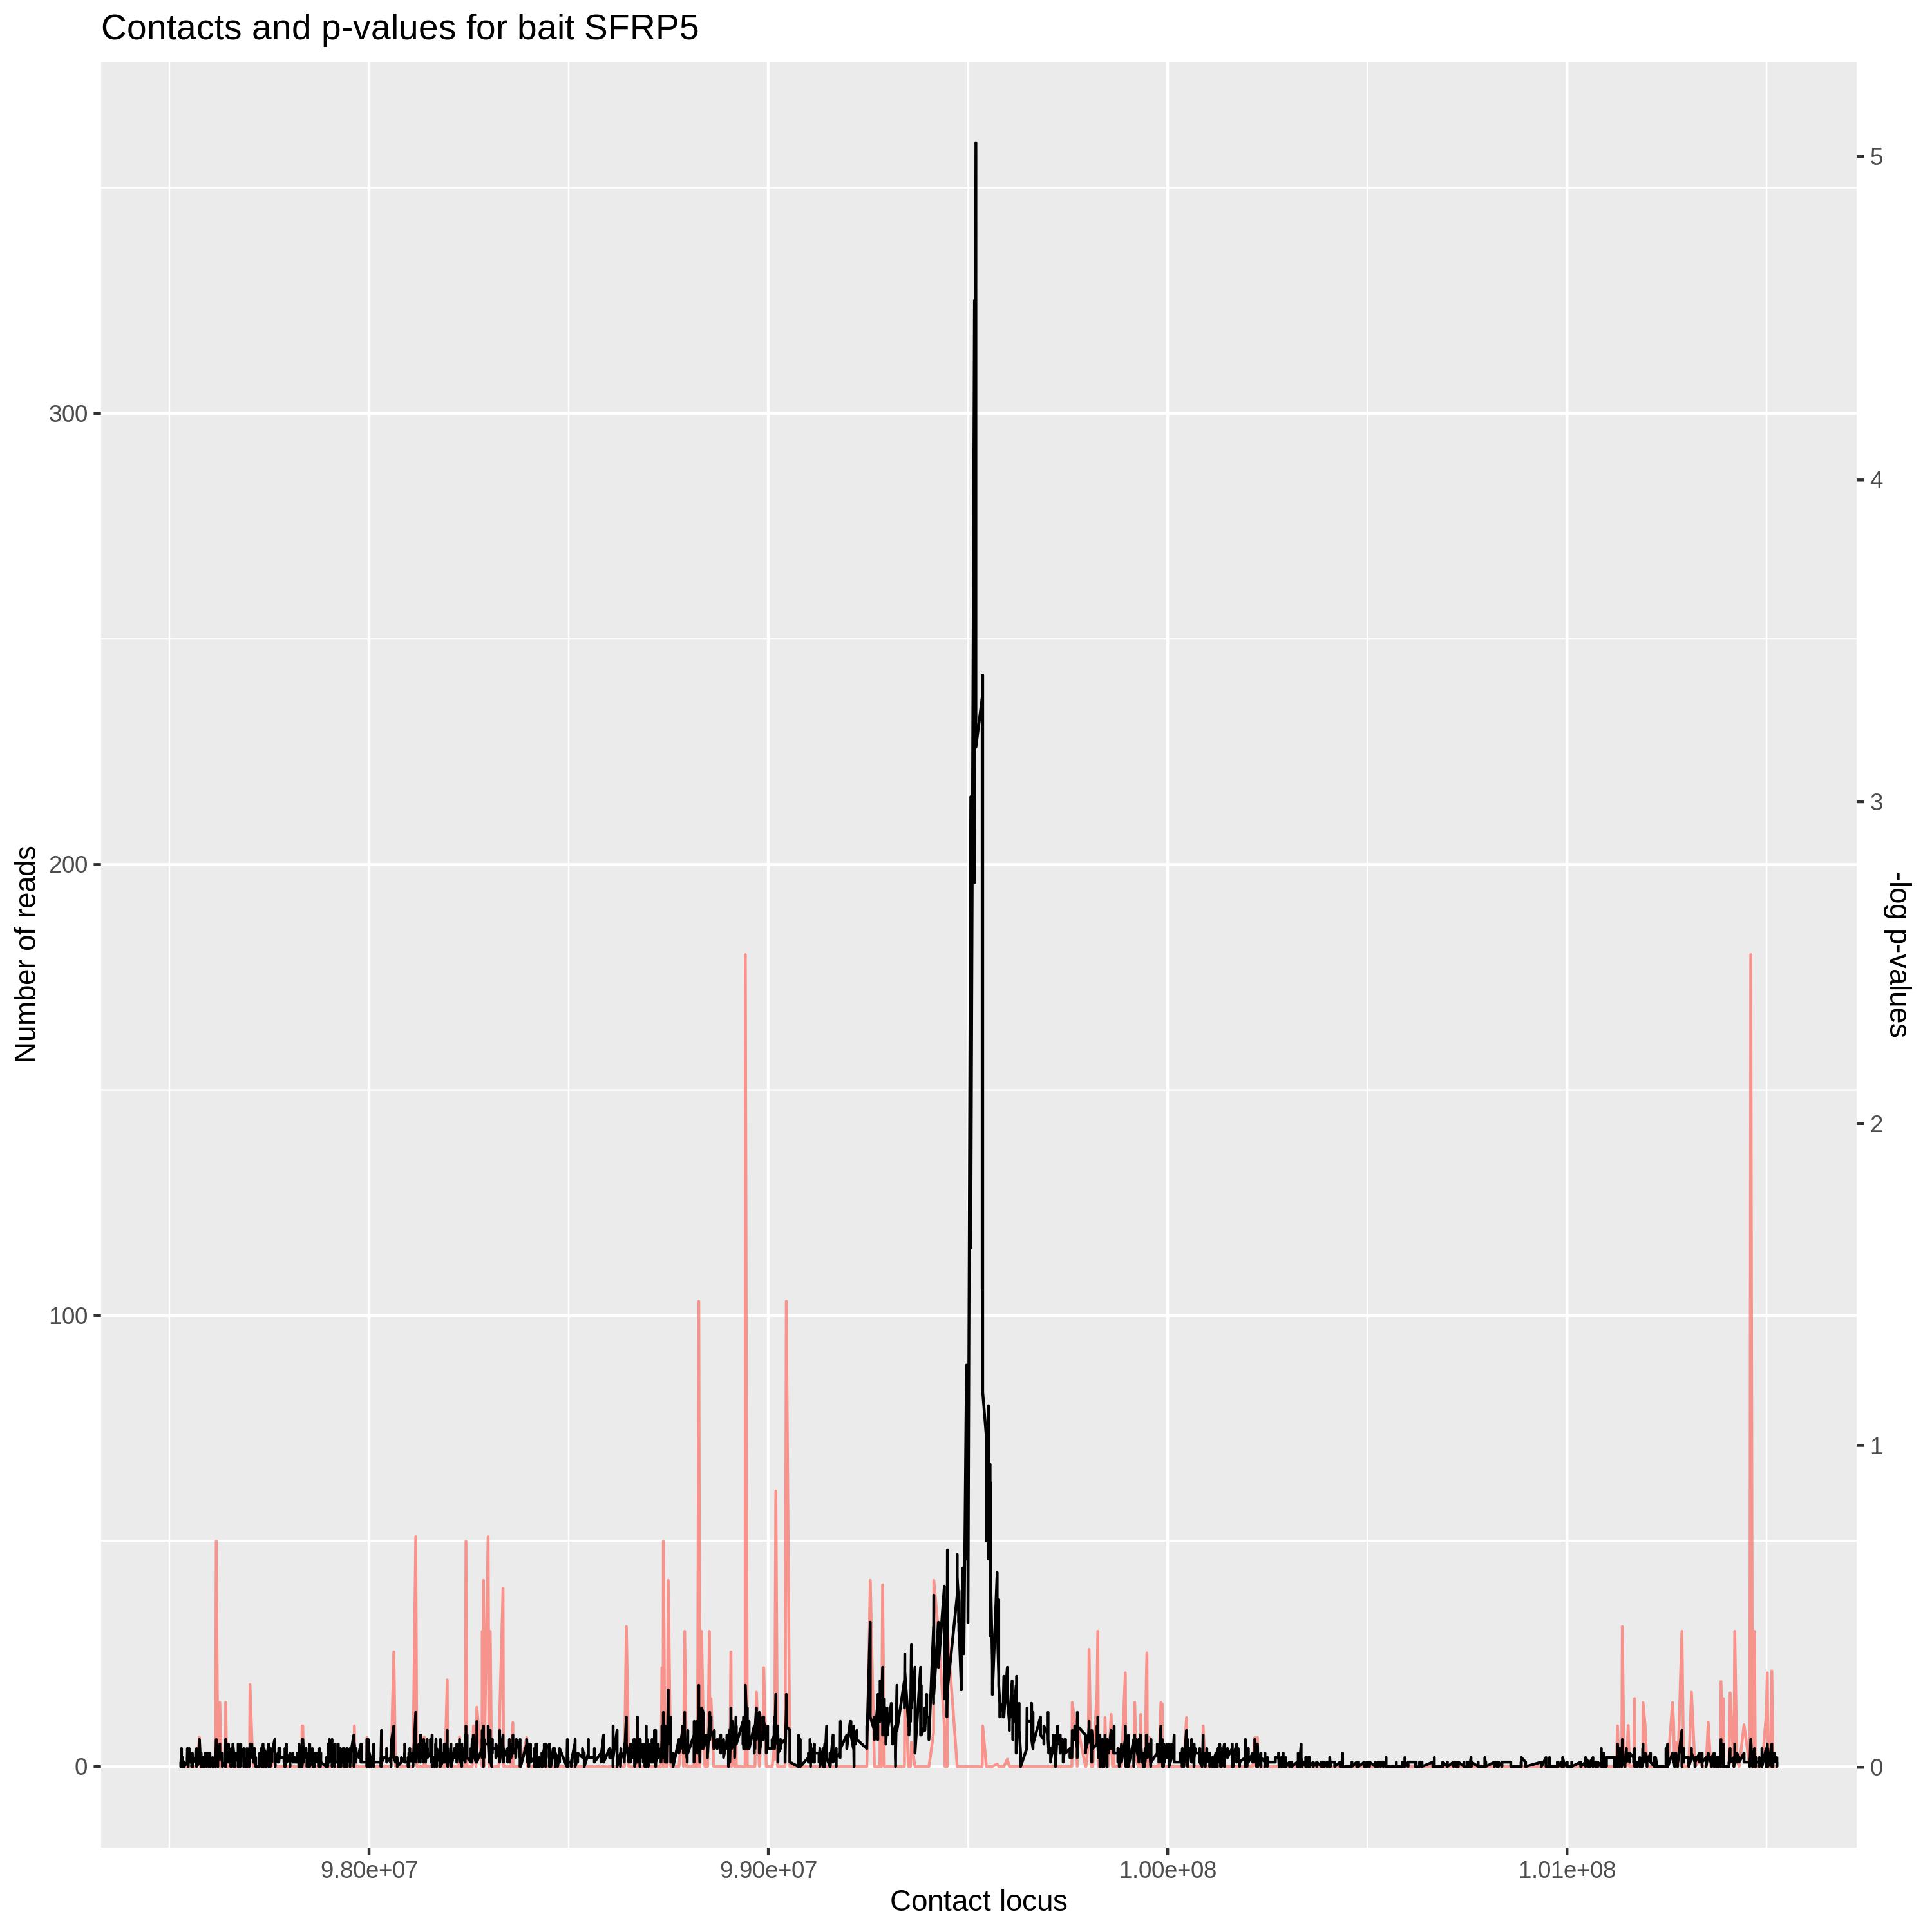 Contacts and p-values for bait SFRP5
Number of reads
300
200
100
0
5
4
3
2
1
0
-log p-values
9.80e+07
9.90e+07
1.00e+08
1.01e+08
Contact locus